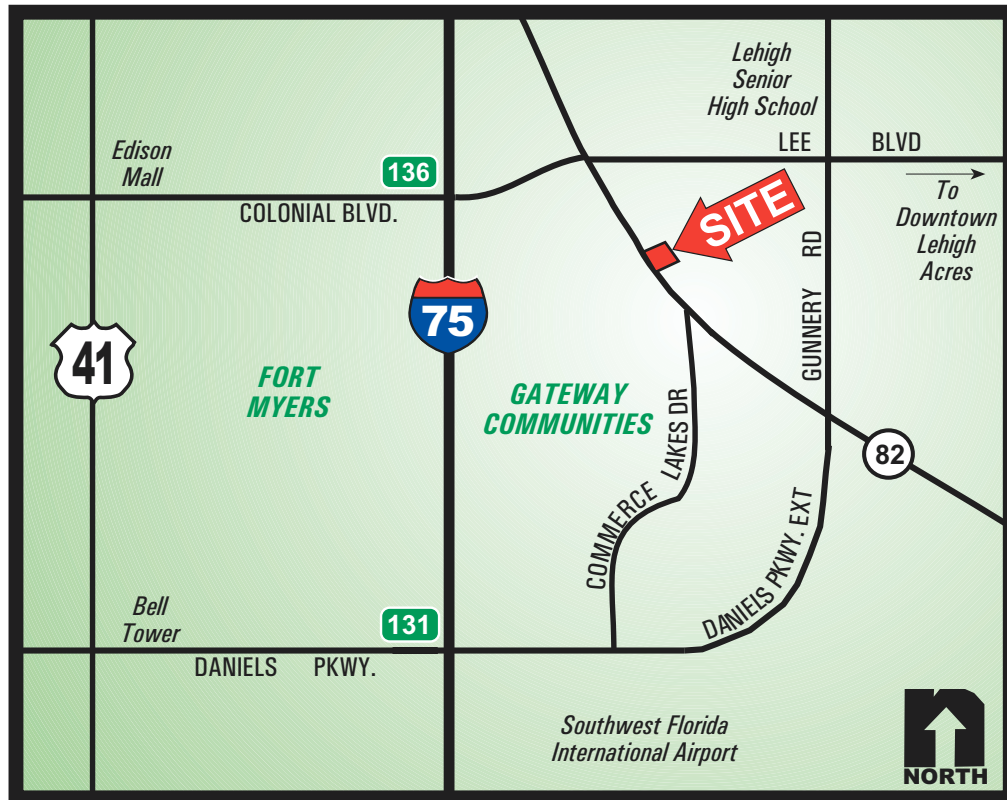 Lehigh
Senior
High School
LEE BLVD
Edison
Mall
136
COLONIAL BLVD.
To
Downtown
Lehigh
Acres
SITE
GUNNERY RD
75
41
FORT
MYERS
GATEWAY
COMMUNITIES
COMMERCE LAKES DR
82
DANIELS PKWY. EXT
Bell
Tower
131
DANIELS PKWY.
Southwest Florida
International Airport
n
NORTH